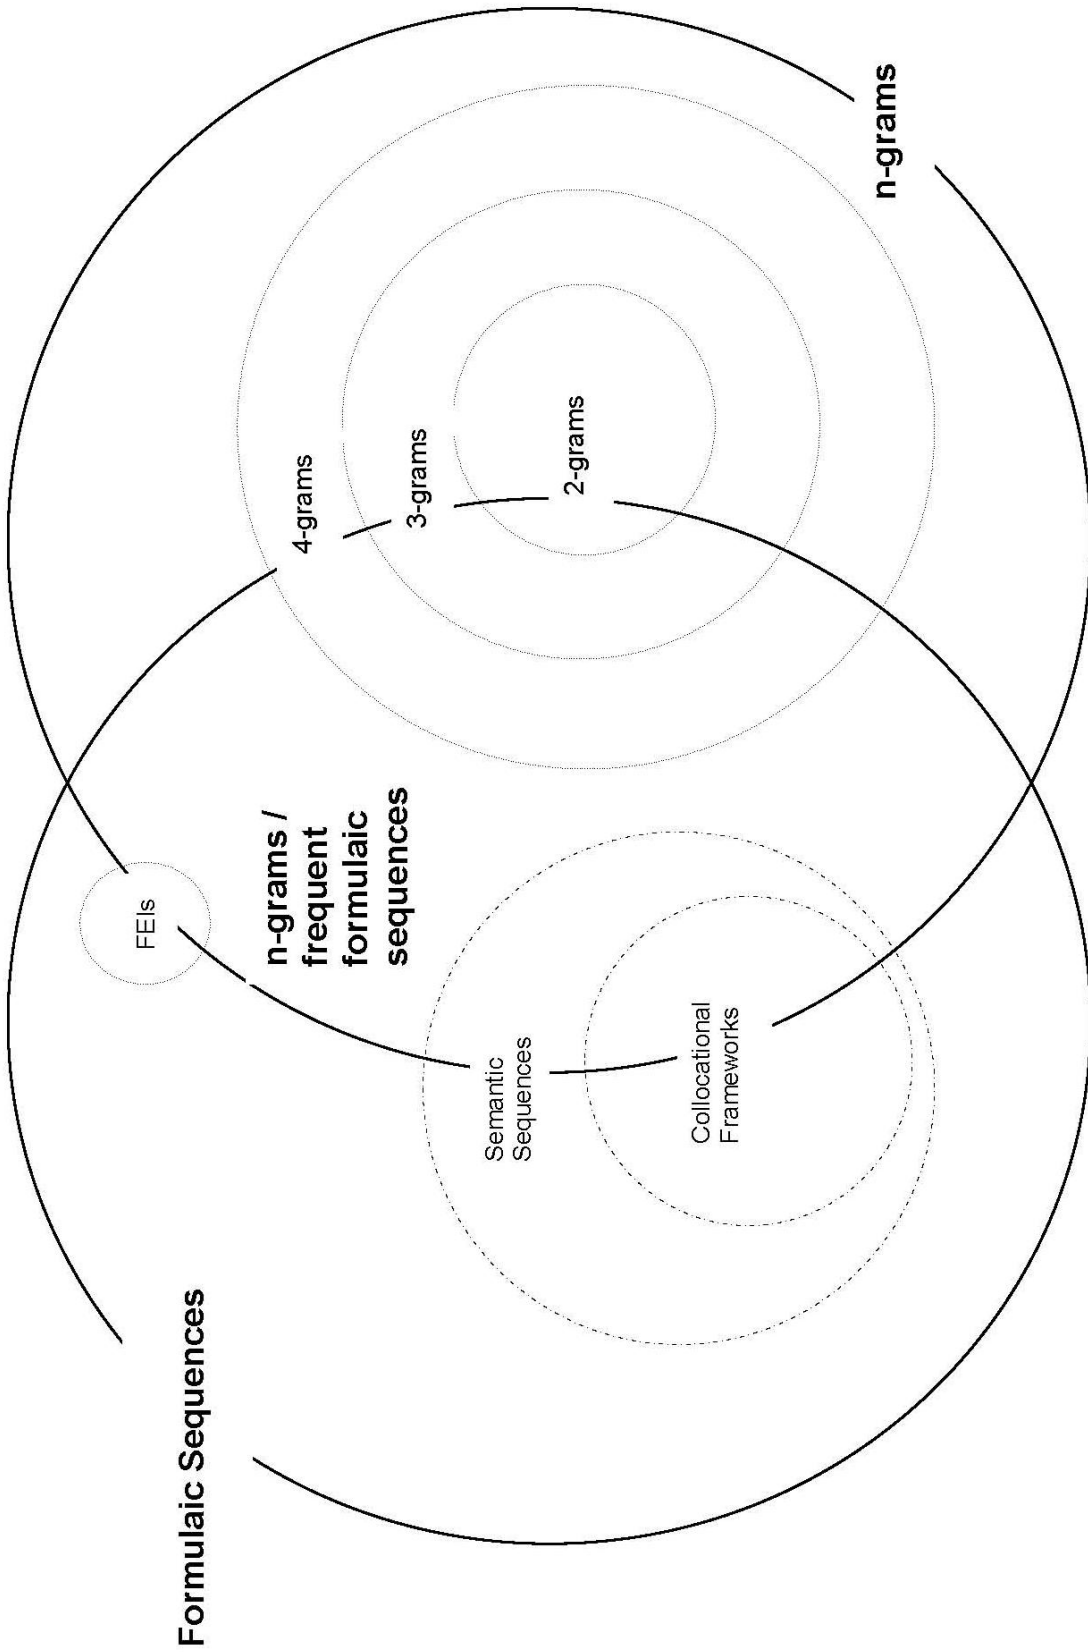 Formulaic Sequences
FEIs
n-grams /
frequent
formulaic
sequences
Semantic
Sequences
Collocational
Frameworks
4-grams
3-grams
2-grams
n-grams